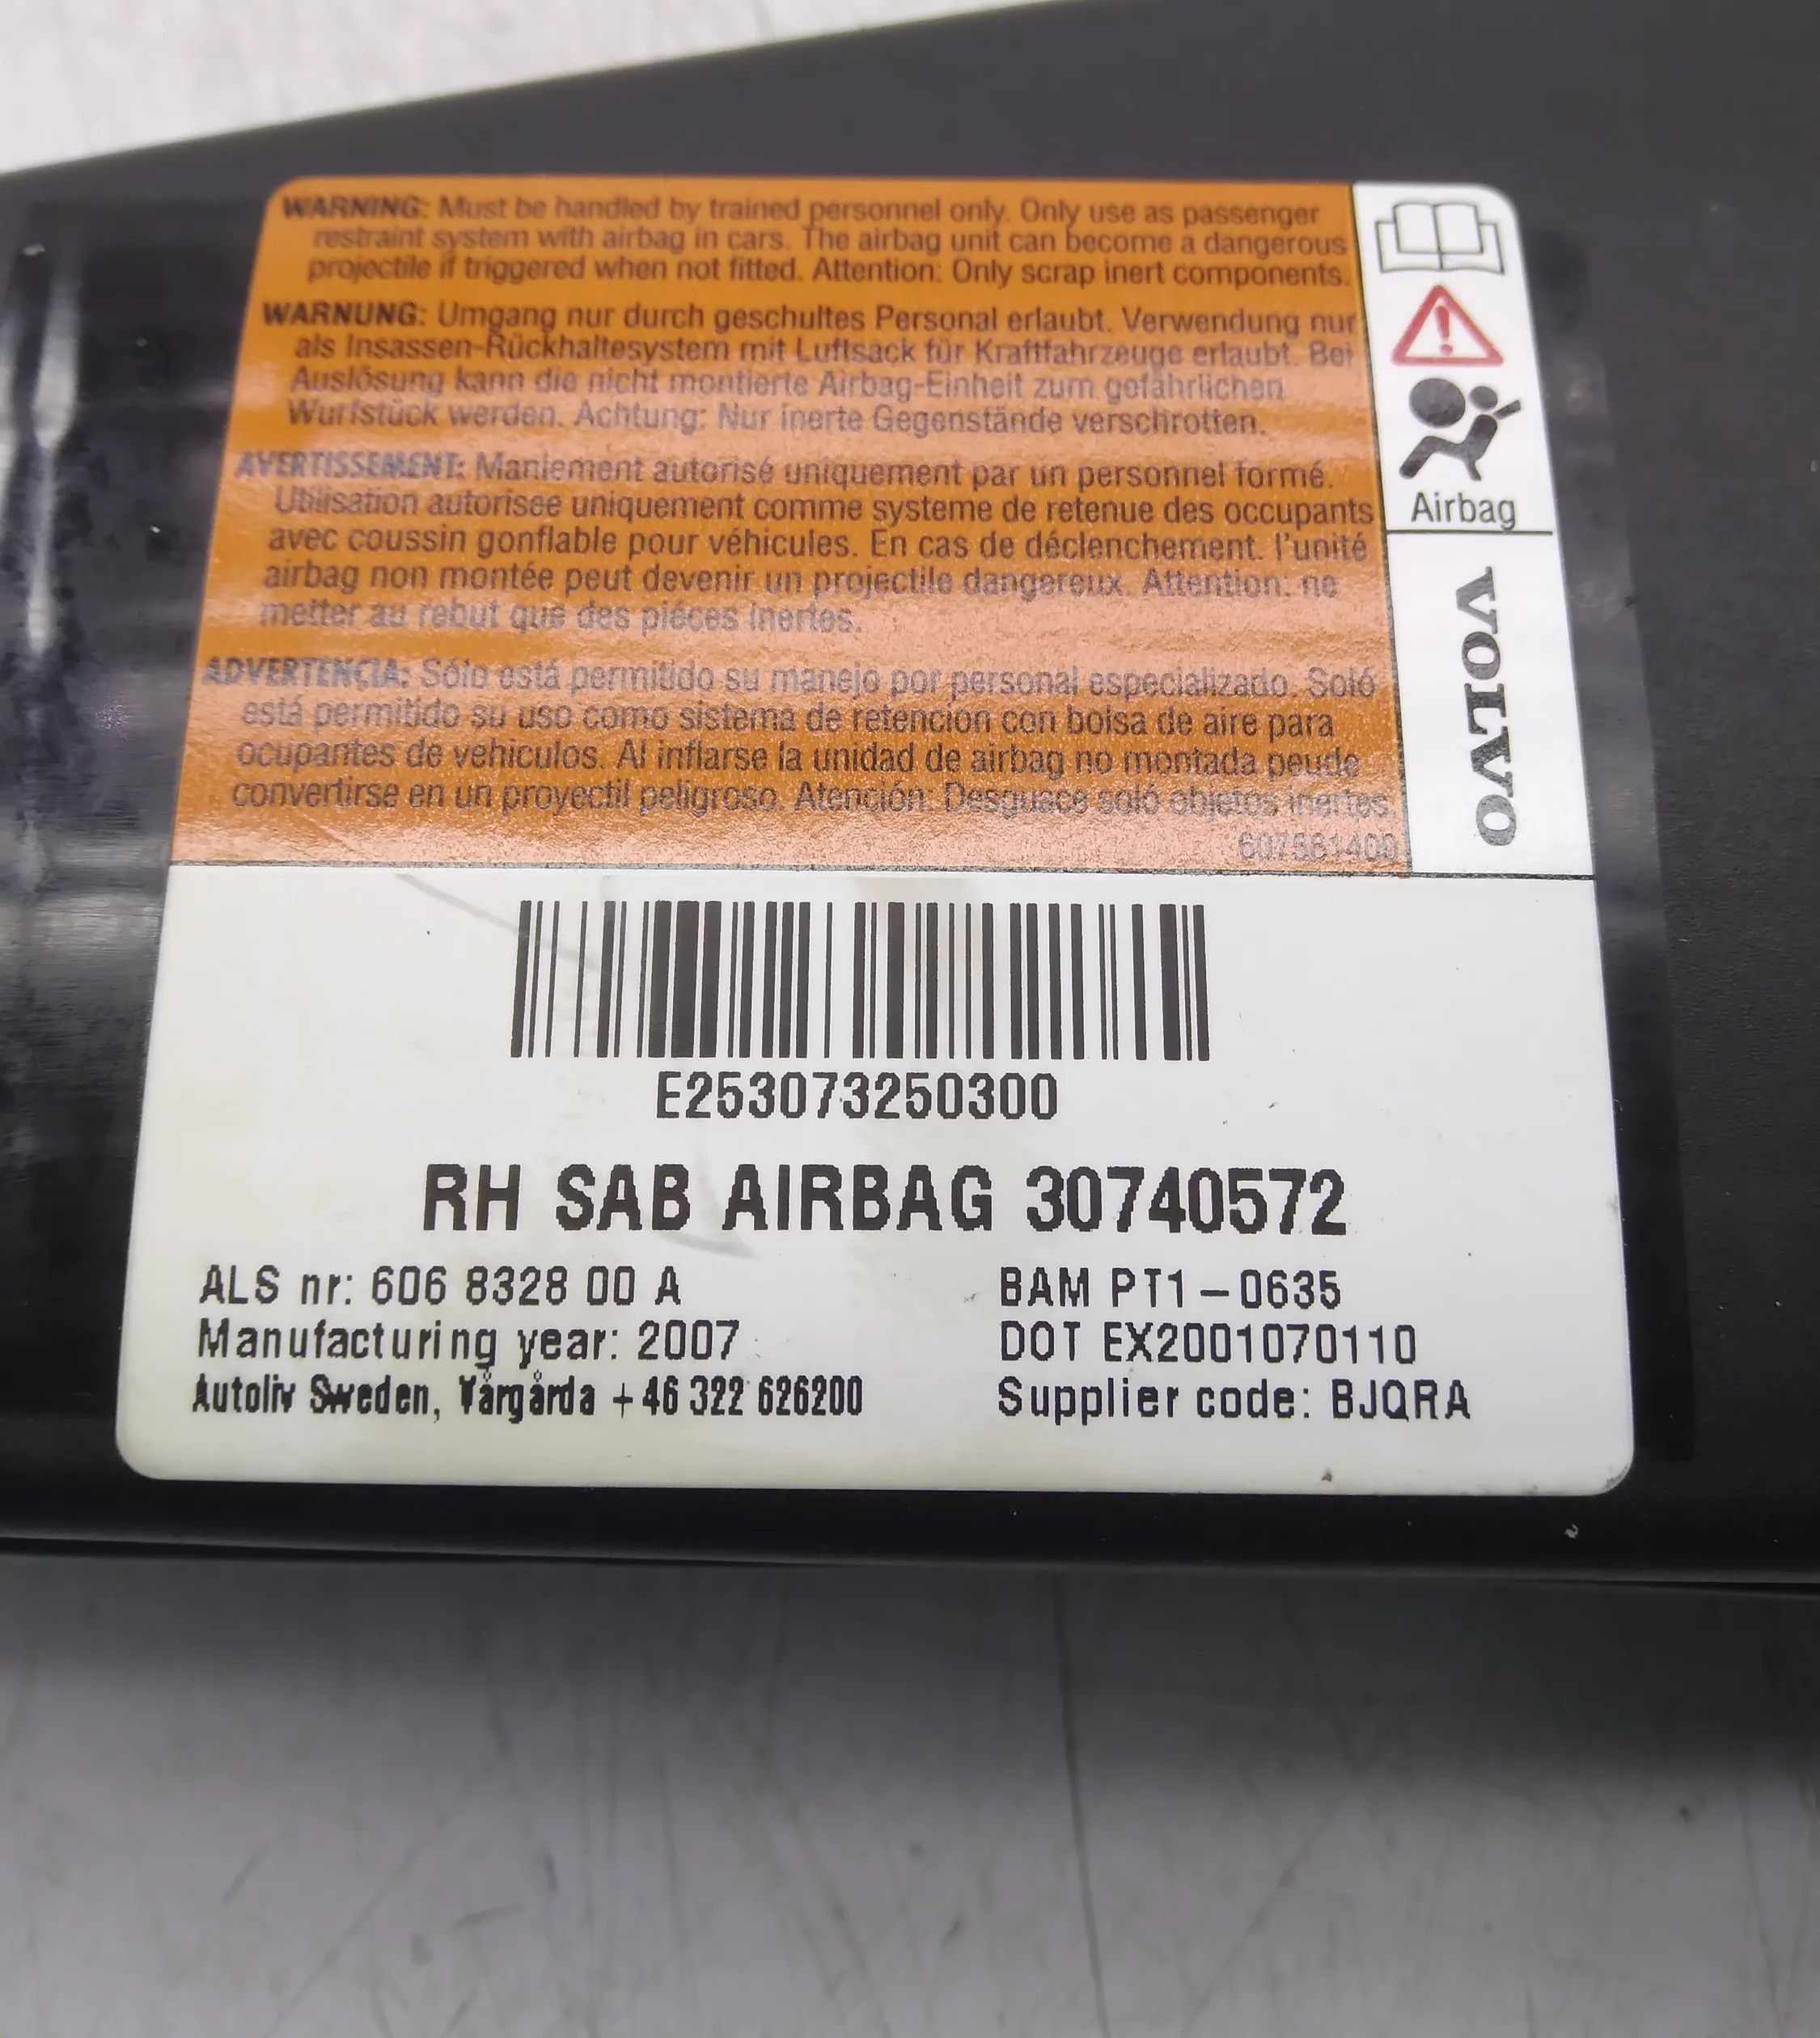 WARNING: Must be handled by trained personnel only. Only use as passenger
restraint system with airbag in cars. The airbag unit can become a dangerous
projectile if triggered when not fitted. Attention: Only scrap inert components.
WARNUNG: Umgang nur durch geschultes Personal erlaubt. Verwendung nur
als Insassen-Rückhaltesystem mit Luftsack für Kraftfahrzeuge erlaubt. Bei
Auslösung kann die nicht montierte Airbag-Einheit zum gefährlichen
Wurfstück werden. Achtung: Nur inerte Gegenstände verschrotten.
AVERTISSEMENT: Maniement autorisé uniquement par un personnel formé.
Utilisation autorisee uniquement comme systeme de retenue des occupants
avec coussin gonflable pour véhicules. En cas de déclenchement. l'unité
airbag non montée peut devenir un projectile dangereux. Attention: ne
metter au rebut que des piéces inertes.
ADVERTENCIA: Sólo está permitido su manejo por personal especializado. Soló
está permitido su uso como sistema de retención con bolsa de aire para
ocupantes de vehiculos. Al inflarse la unidad de airbag no montada peude
convertirse en un proyectil peligroso. Atención: Desguace soló objetos inertes
607561400
Airbag
VOLVO
E253073250300
RH SAB AIRBAG 30740572
ALS nr: 606 8328 00 A
BAM PT1-0635
Manufacturing year: 2007
DOT EX2001070110
Autoliv Sweden, Vårgårda +46 322 626200
Supplier code: BJQRA